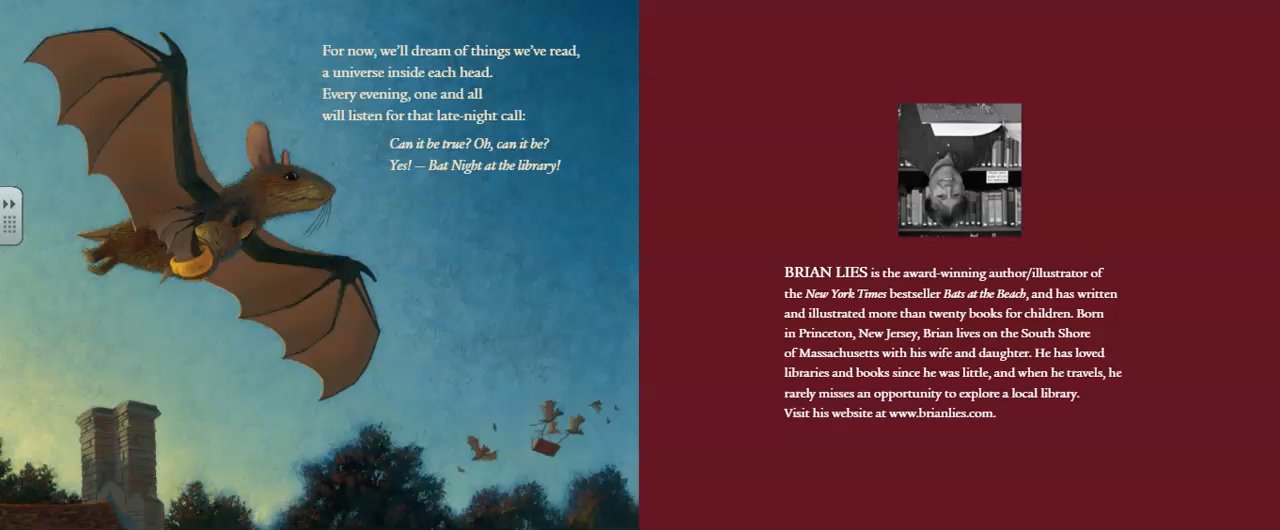 For now, we'll dream of things we've read,
a universe inside each head.
Every evening, one and all
will listen for that late-night call:
Can it be true? Oh, can it be?
Yes! — Bat Night at the library!
BRIAN LIES is the award-winning author/illustrator of
the New York Times bestseller Bats at the Beach, and has written
and illustrated more than twenty books for children. Born
in Princeton, New Jersey, Brian lives on the South Shore
of Massachusetts with his wife and daughter. He has loved
libraries and books since he was little, and when he travels, he
rarely misses an opportunity to explore a local library.
Visit his website at www.brianlies.com.